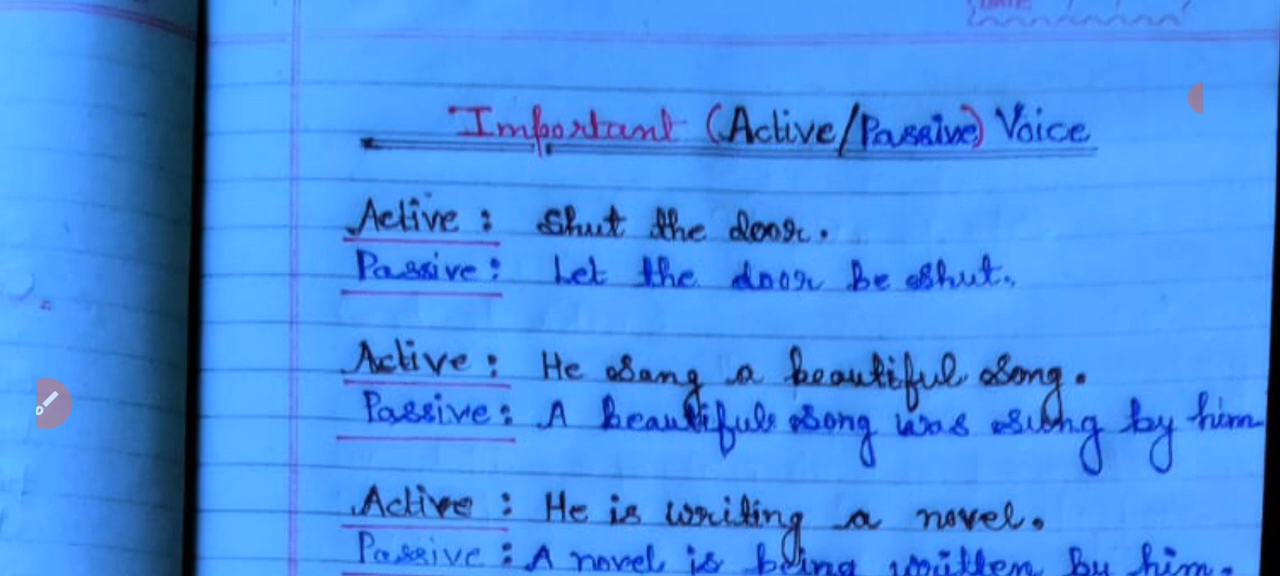 DATE
Important (Active/Passive) Voice
Active : Shut the door.
Passive : Let the door be shut.
Active : He sang a beautiful song.
Passive : A beautiful song was sung by him
Active : He is writing a novel.
Passive : A novel is being written by him.